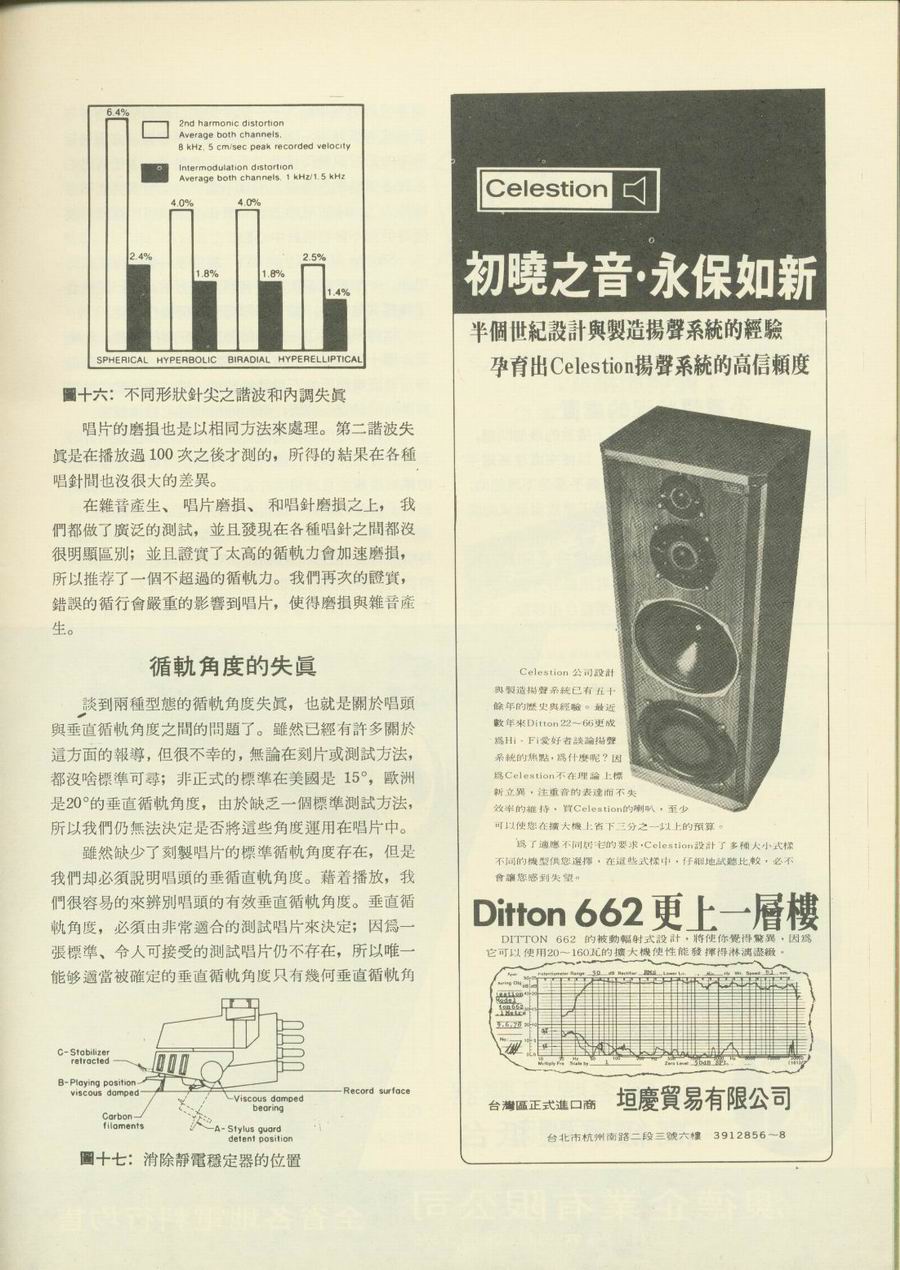 6.4%
2nd harmonic distortion
Average both channels.
8 kHz, 5 cm/sec peak recorded velocity
Intermodulation distortion
Average both channels, 1 kHz/1.5 kHz
4.0%
4.0%
2.4%
2.5%
1.8%
1.8%
1.4%
SPHERICAL HYPERBOLIC BIRADIAL HYPERELLIPTICAL
圖十六：不同形狀針尖之諧波和內調失眞
唱片的磨損也是以相同方法來處理。第二諧波失
眞是在播放過 100 次之後才測的，所得的結果在各種
唱針間也沒很大的差異。
在雜音產生、唱片磨損、和唱針磨損之上，我
們都做了廣泛的測試，並且發現在各種唱針之間都沒
很明顯區別；並且證實了太高的循軌力會加速磨損，
所以推荐了一個不超過的循軌力。我們再次的證實，
錯誤的循行會嚴重的影響到唱片，使得磨損與雜音產
生。
循軌角度的失眞
談到兩種型態的循軌角度失眞，也就是關於唱頭
與垂直循軌角度之間的問題了。雖然已經有許多關於
這方面的報導，但很不幸的，無論在刻片或測試方法，
都沒啥標準可尋；非正式的標準在美國是 15°，歐洲
是20°的垂直循軌角度，由於缺乏一個標準測試方法，
所以我們仍無法決定是否將這些角度運用在唱片中。
雖然缺少了刻製唱片的標準循軌角度存在，但是
我們却必須說明唱頭的垂循直軌角度。藉着播放，我
們很容易的來辨別唱頭的有效垂直循軌角度。垂直循
軌角度，必須由非常適合的測試唱片來決定；因爲一
張標準、令人可接受的測試唱片仍不存在，所以唯一
能够適當被確定的垂直循軌角度只有幾何垂直循軌角
C-Stabilizer
retracted
B-Playing position
viscous damped
Carbon
filaments
Viscous damped
bearing
A-Stylus guard
detent position
Record surface
圖十七：消除靜電穩定器的位置
Celestion
初曉之音·永保如新
半個世紀設計與製造揚聲系統的經驗
孕育出Celestion揚聲系統的高信賴度
Celestion 公司設計
與製造揚聲系統已有五十
餘年的歷史與經驗。最近
數年來Ditton 22～66更成
爲Hi - Fi愛好者談論揚聲
系統的焦點，爲什麼呢？因
爲Celestion不在理論上標
新立異，注重音的表達而不失
效率的維持，買Celestion的喇叭，至少
可以使您在擴大機上省下三分之一以上的預算。
爲了適應不同居宅的要求，Celestion設計了多種大小式樣
不同的機型供您選擇，在這些式樣中，仔細地試聽比較，必不
會讓您感到失望。
Ditton 662 更上一層樓
DITTON 662 的被動輻射式設計，將使你覺得驚異，因爲
它可以使用20～160瓦的擴大機使性能發揮得淋漓盡緻。
Potentiometer Range 50 dB Rectifier RMS
Zero Level 50dB SPL
台灣區正式進口商 垣慶貿易有限公司
台北市杭州南路二段三號六樓 3912856～8